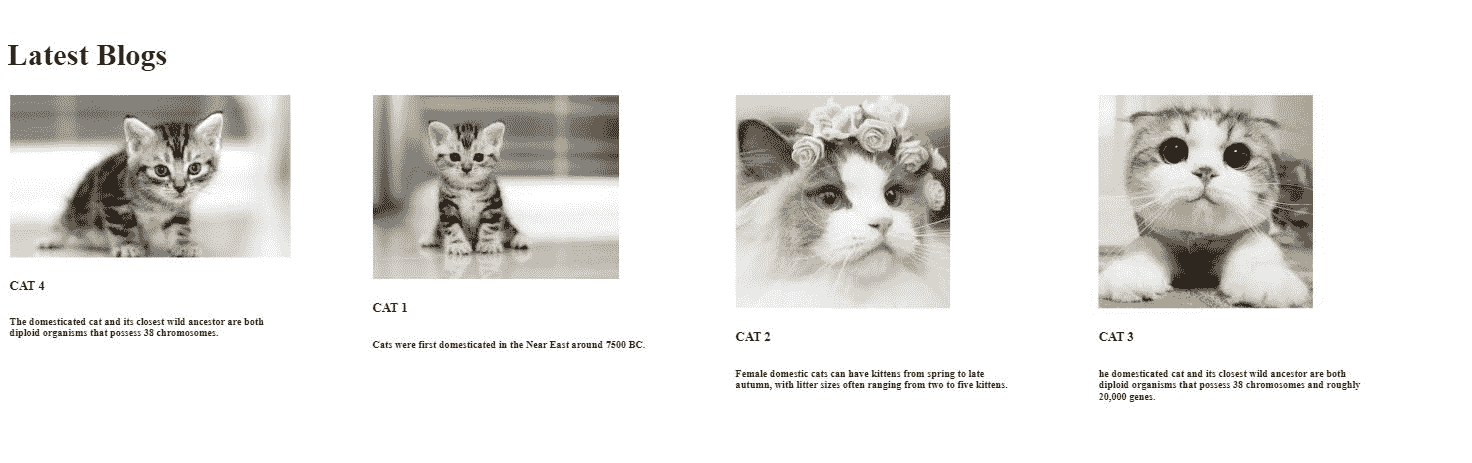 Latest Blogs
CAT 4
The domesticated cat and its closest wild ancestor are both
diploid organisms that possess 38 chromosomes.
CAT 1
Cats were first domesticated in the Near East around 7500 BC.
CAT 2
Female domestic cats can have kittens from spring to late
autumn, with litter sizes often ranging from two to five kittens.
CAT 3
he domesticated cat and its closest wild ancestor are both
diploid organisms that possess 38 chromosomes and roughly
20,000 genes.